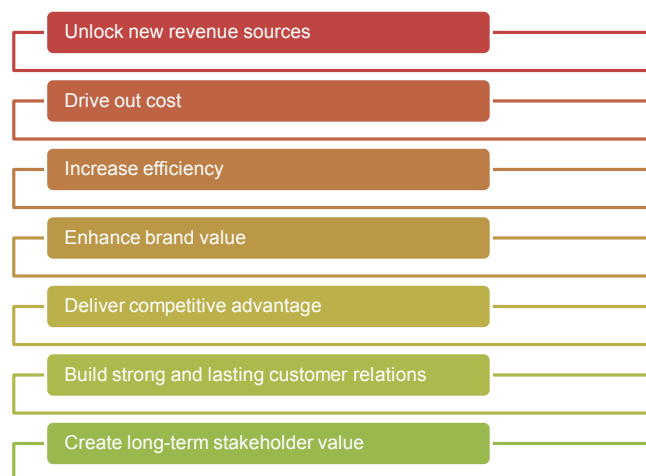 Unlock new revenue sources
Drive out cost
Increase efficiency
Enhance brand value
Deliver competitive advantage
Build strong and lasting customer relations
Create long-term stakeholder value